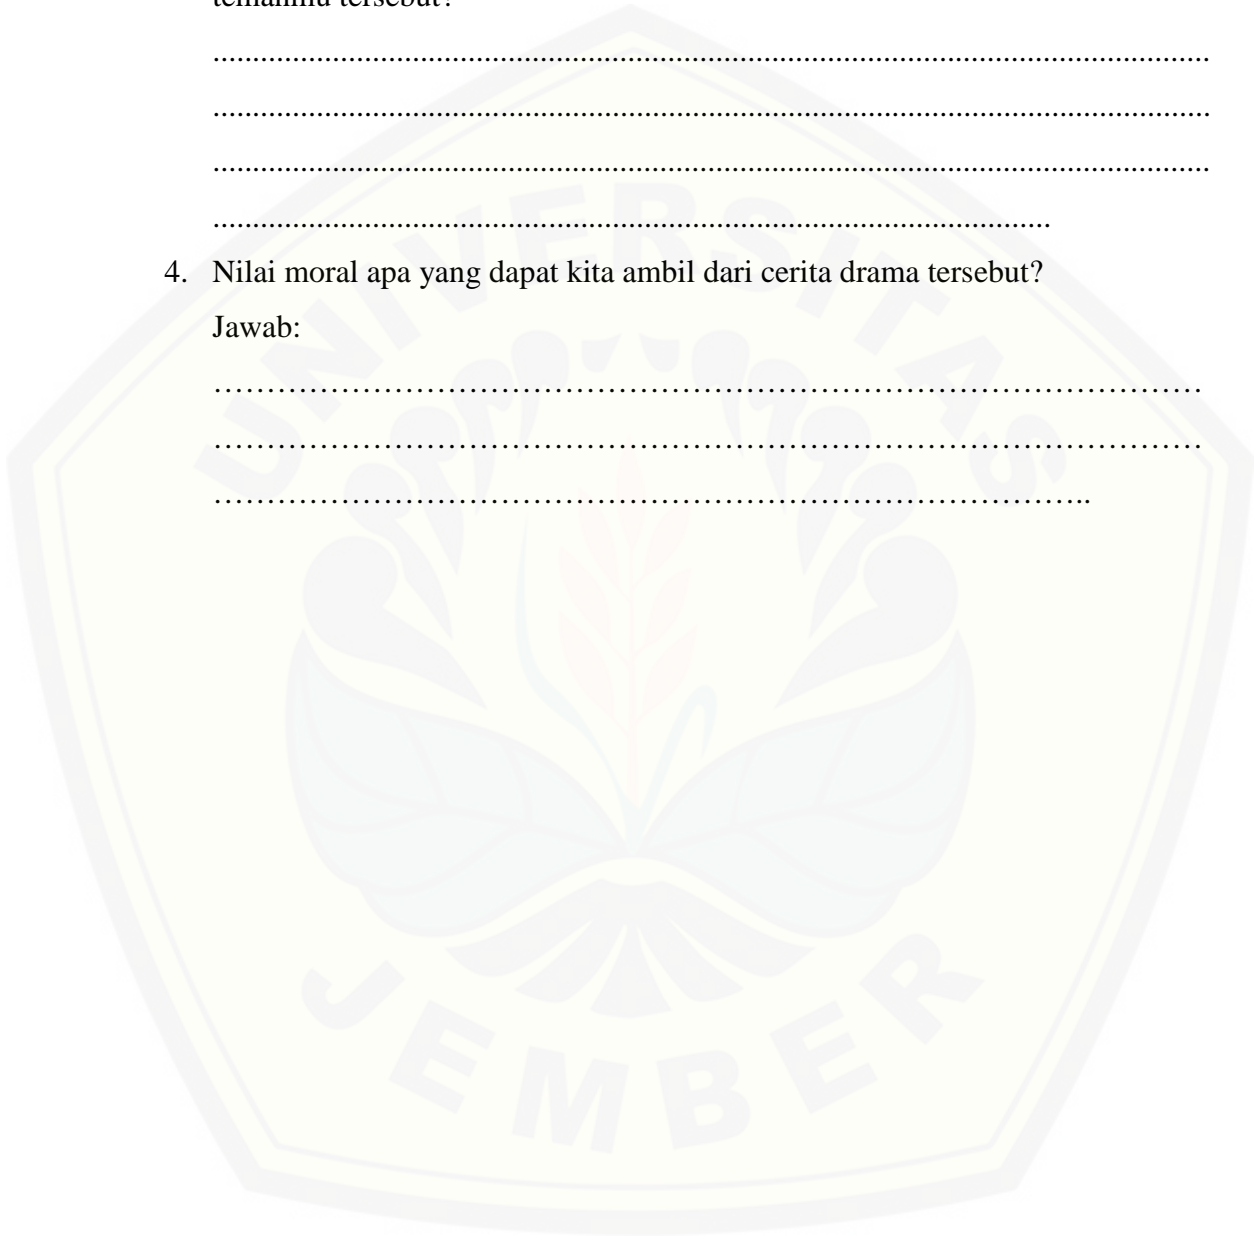 temanmu tersebut?
....................................................................................................................
....................................................................................................................
....................................................................................................................
.................................................................................................
4. Nilai moral apa yang dapat kita ambil dari cerita drama tersebut?
Jawab:
……………………………………………………………………………………
……………………………………………………………………………………
…………………………………………………………………………..
UNIVERSITAS
JEMBER